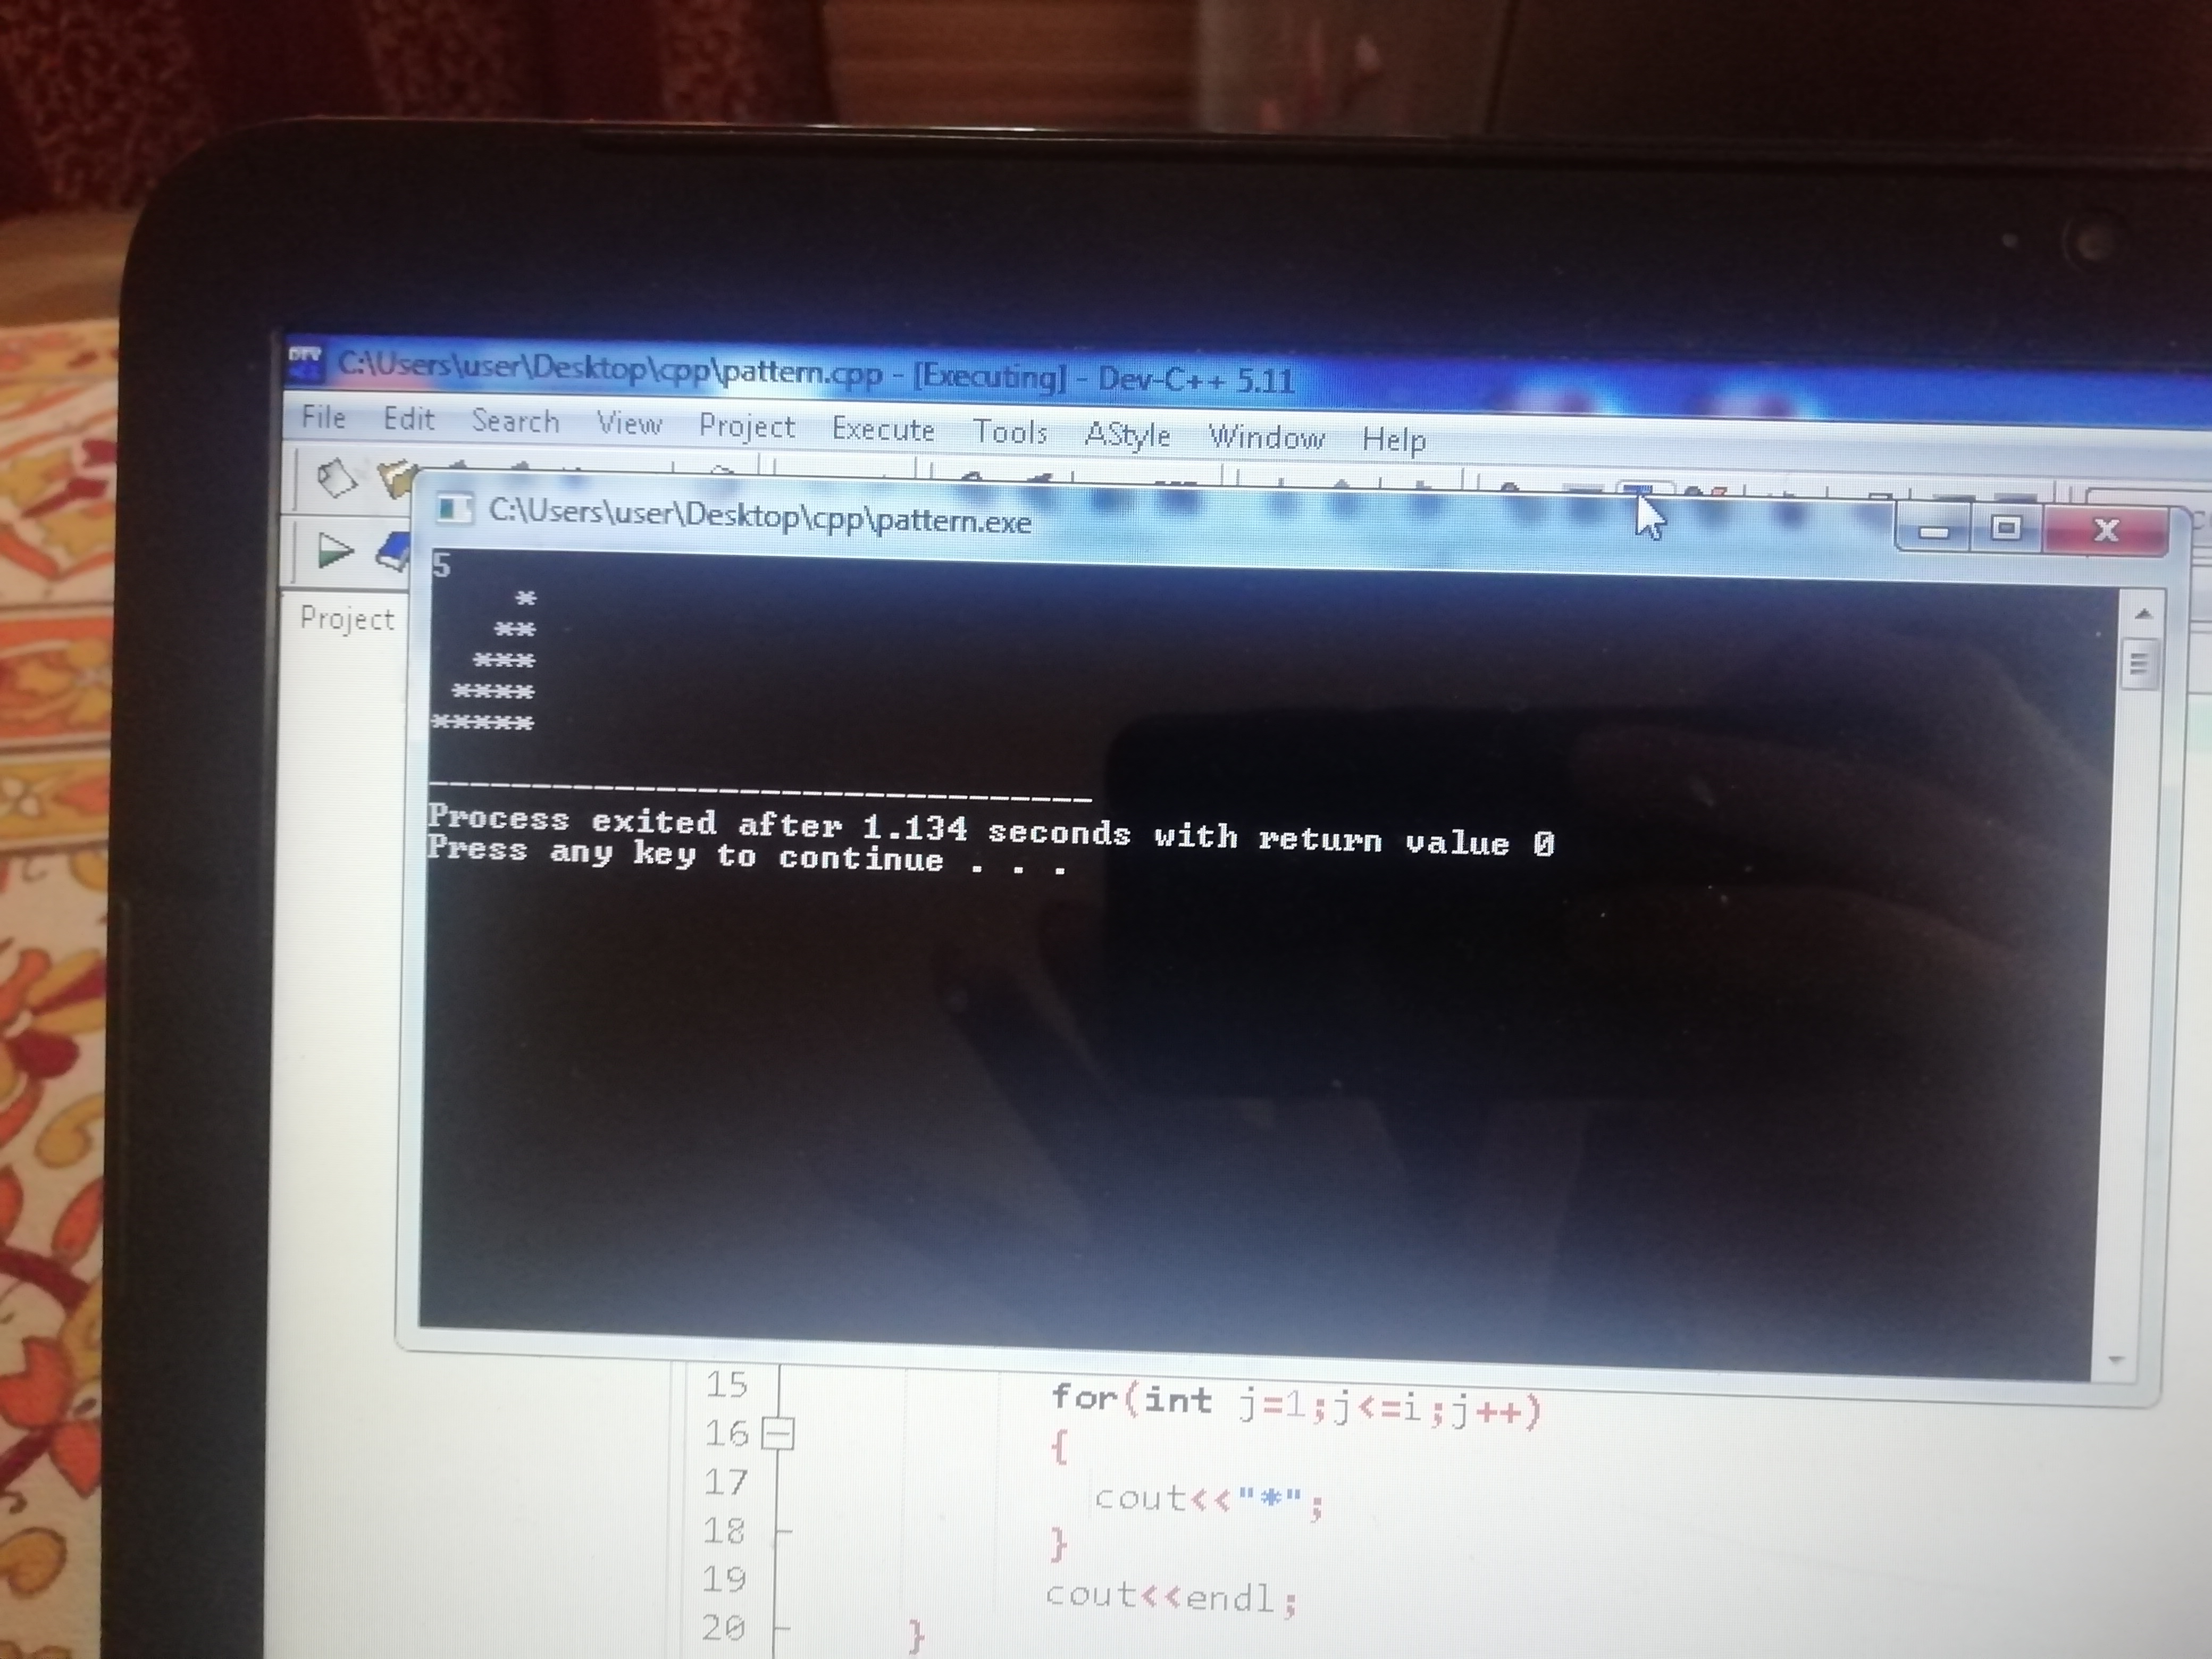 C:\Users\user\Desktop\cpp\pattern.cpp - [Executing] - Dev-C++ 5.11
File Edit Search View Project Execute Tools AStyle Window Help
C:\Users\user\Desktop\cpp\pattern.exe
Project
5
    *
   **
  ***
 ****
*****
--------------------------------
Process exited after 1.134 seconds with return value 0
Press any key to continue . . .
15 for(int j=1;j<=i;j++)
16 {
17 cout<<"*";
18 }
19 cout<<endl;
20 }